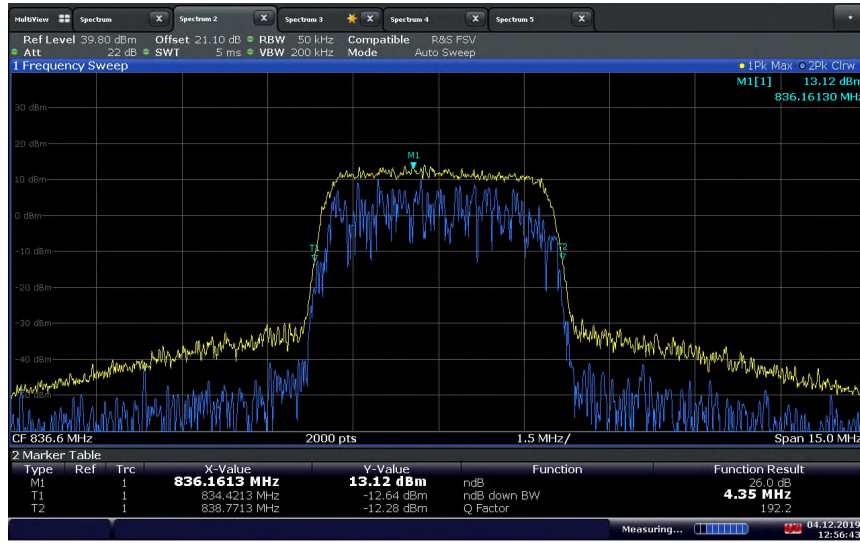 MultiView Spectrum X Spectrum 2 X Spectrum 3 X Spectrum 4 X Spectrum 5 X
Ref Level 39.80 dBm Offset 21.10 dB RBW 50 kHz Compatible R&S FSV
Att 22 dB SWT 5 ms VBW 200 kHz Mode Auto Sweep
1 Frequency Sweep 1Pk Max 2Pk Clrw
M1[1] 13.12 dBm
836.16130 MHz
30 dBm
20 dBm
M1
10 dBm
0 dBm
-10 dBm
T1 T2
-20 dBm
-30 dBm
-40 dBm
CF 836.6 MHz 2000 pts 1.5 MHz/ Span 15.0 MHz
2 Marker Table
Type Ref Trc X-Value Y-Value Function Function Result
M1 1 836.1613 MHz 13.12 dBm ndB 26.0 dB
T1 1 834.4213 MHz -12.64 dBm ndB down BW 4.35 MHz
T2 1 838.7713 MHz -12.28 dBm Q Factor 192.2
Measuring... 04.12.2019
12:56:43